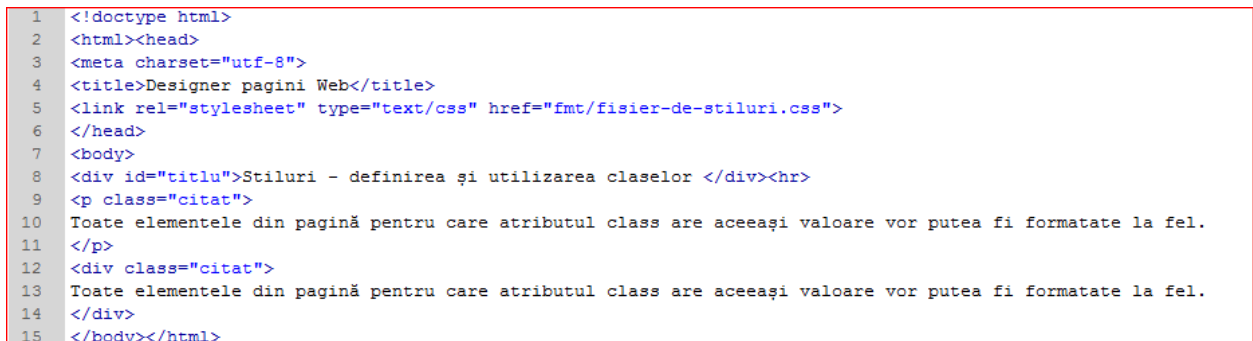 1 <!doctype html>
2 <html><head>
3 <meta charset="utf-8">
4 <title>Designer pagini Web</title>
5 <link rel="stylesheet" type="text/css" href="fmt/fisier-de-stiluri.css">
6 </head>
7 <body>
8 <div id="titlu">Stiluri - definirea și utilizarea claselor </div><hr>
9 <p class="citat">
10 Toate elementele din pagină pentru care atributul class are aceeași valoare vor putea fi formatate la fel.
11 </p>
12 <div class="citat">
13 Toate elementele din pagină pentru care atributul class are aceeași valoare vor putea fi formatate la fel.
14 </div>
15 </body></html>